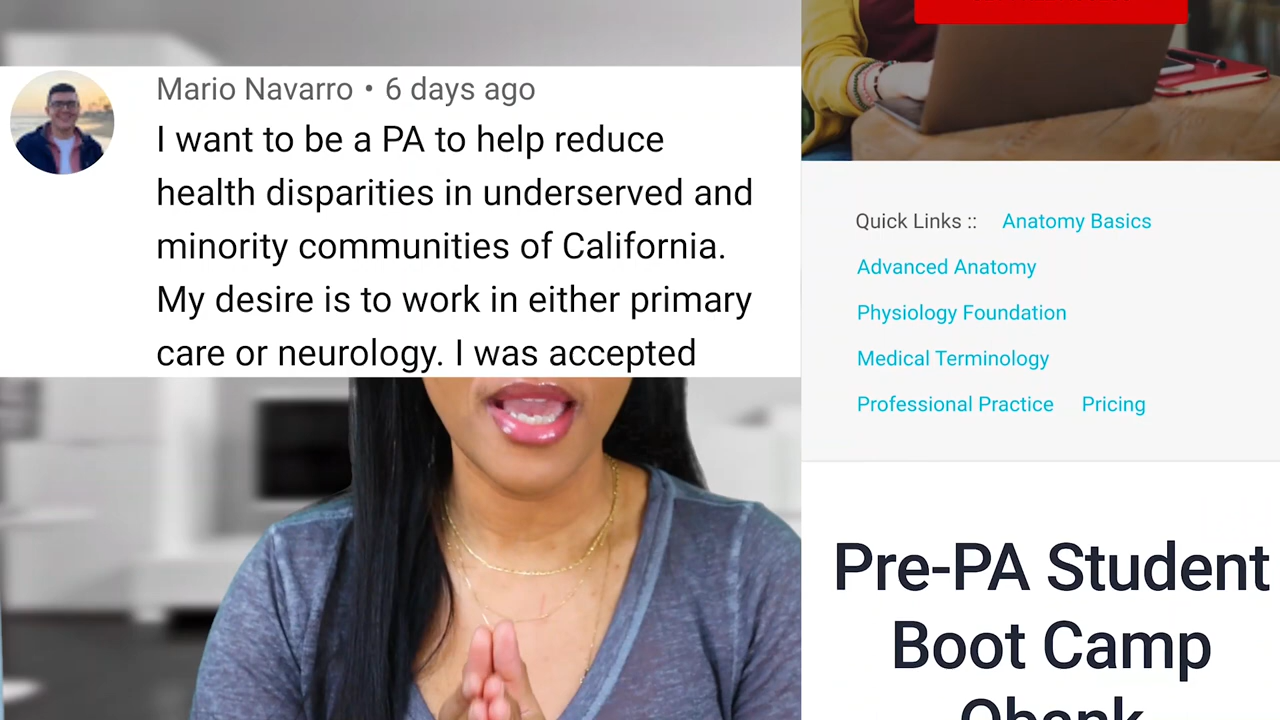 Mario Navarro • 6 days ago
I want to be a PA to help reduce
health disparities in underserved and
minority communities of California.
My desire is to work in either primary
care or neurology. I was accepted
Quick Links :: Anatomy Basics
Advanced Anatomy
Physiology Foundation
Medical Terminology
Professional Practice Pricing
Pre-PA Student
Boot Camp